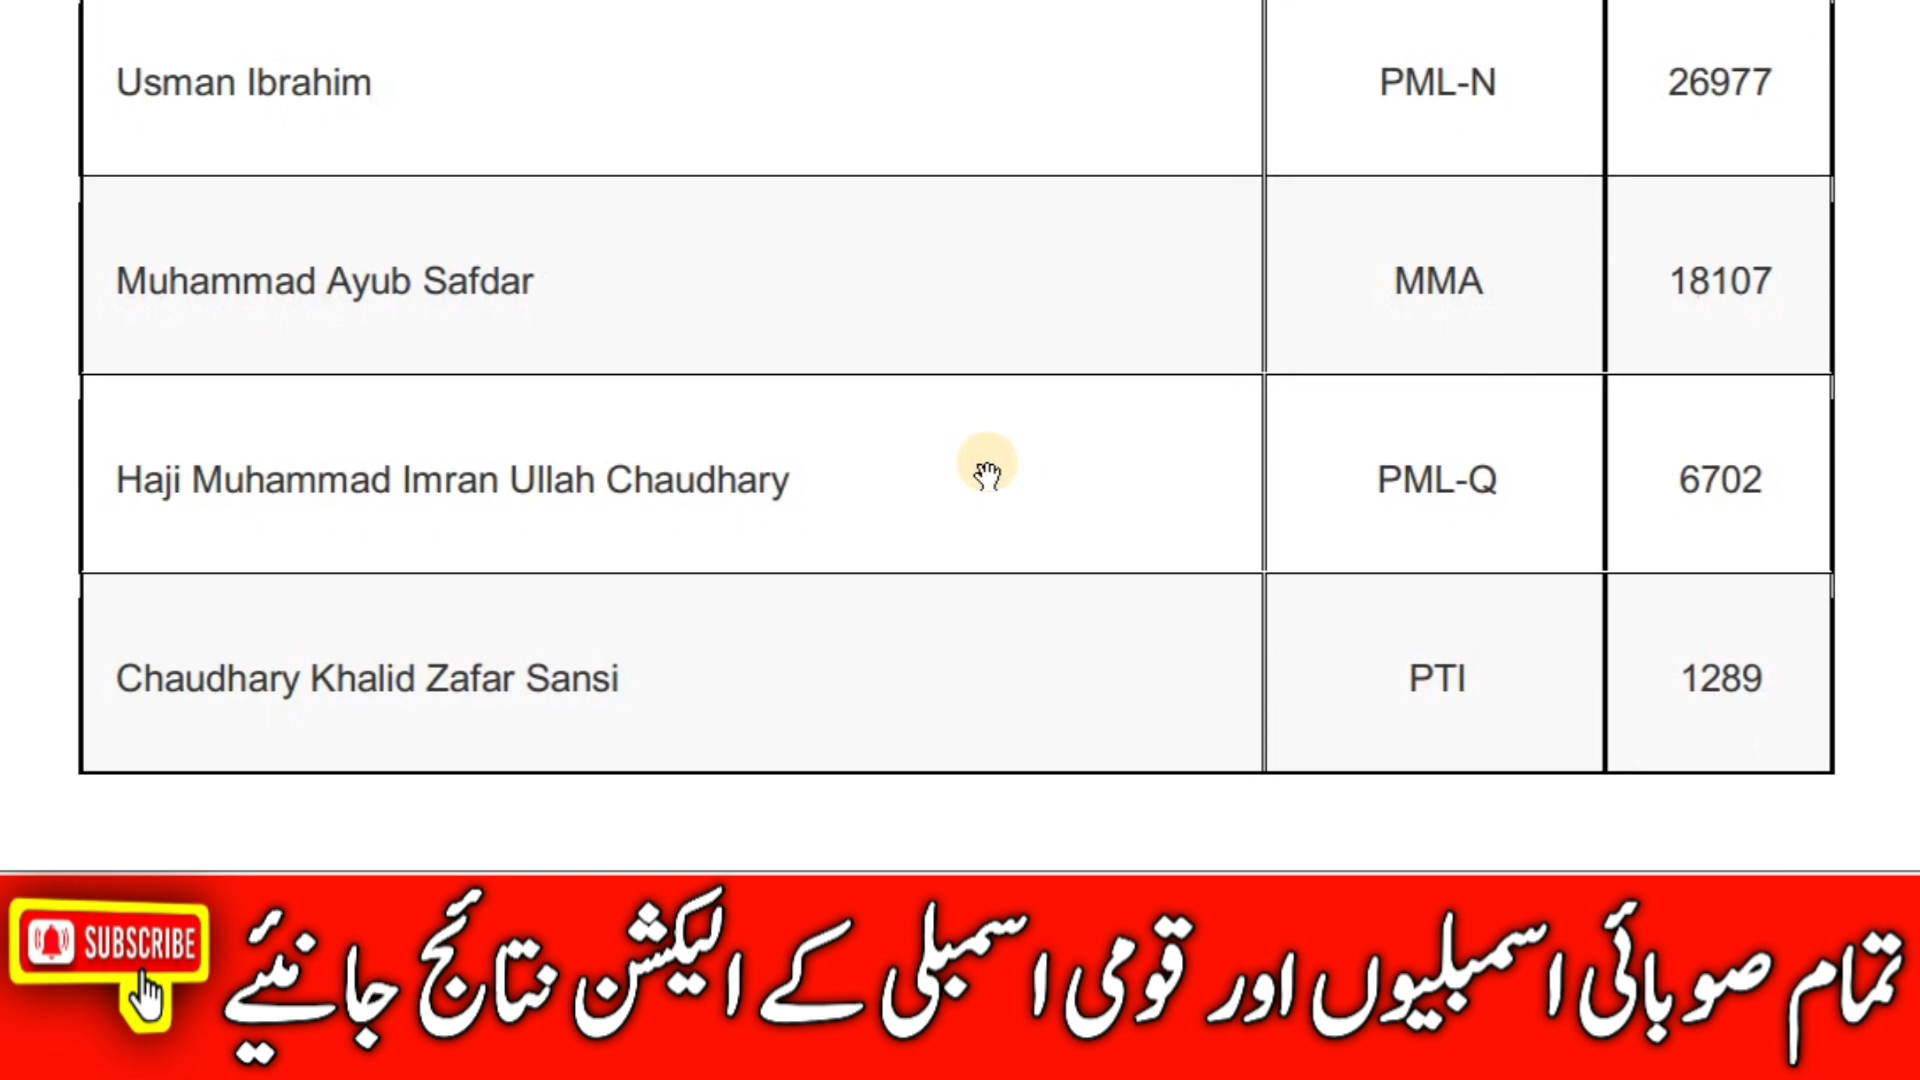 Usman Ibrahim PML-N 26977
Muhammad Ayub Safdar MMA 18107
Haji Muhammad Imran Ullah Chaudhary PML-Q 6702
Chaudhary Khalid Zafar Sansi PTI 1289
SUBSCRIBE
تمام صوبائی اسمبلیوں اور قومی اسمبلی کے الیکشن نتائج جانئیے